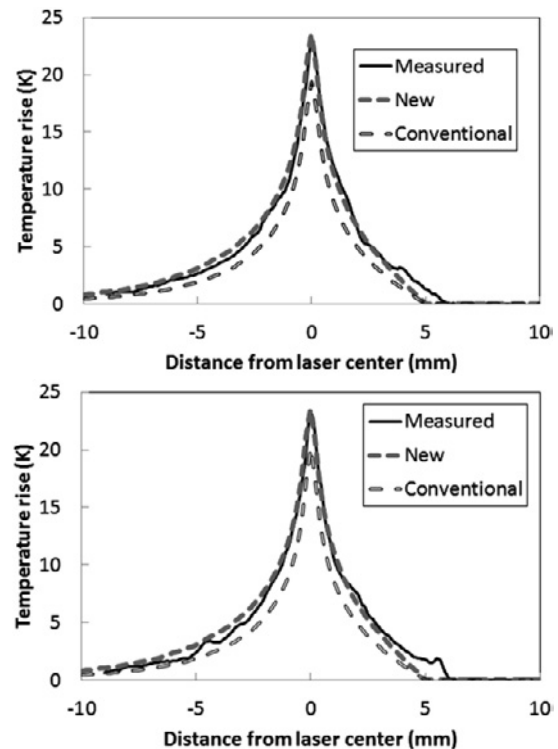 25
20
15
10
5
0
Temperature rise (K)
Measured
New
Conventional
-10 -5 0 5 10
Distance from laser center (mm)
25
20
15
10
5
0
Temperature rise (K)
Measured
New
Conventional
-10 -5 0 5 10
Distance from laser center (mm)